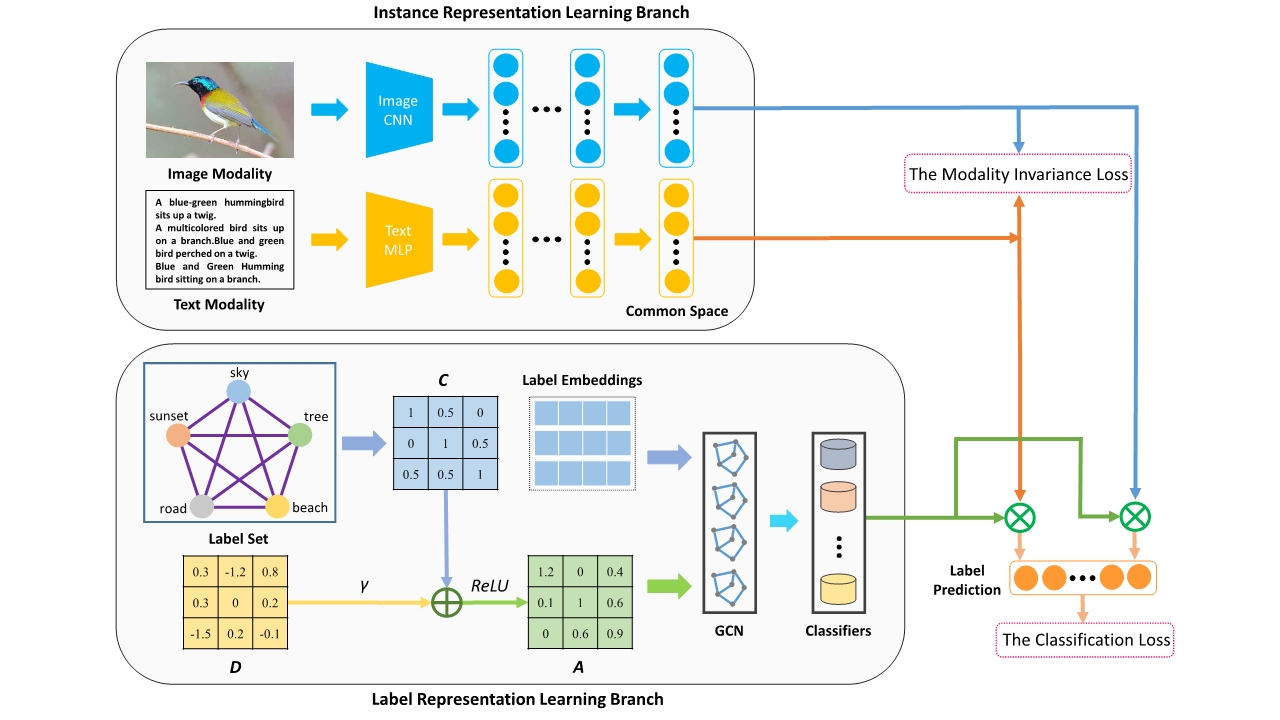 Instance Representation Learning Branch
Image
CNN
Image Modality
The Modality Invariance Loss
A blue-green hummingbird
sits up a twig.
A multicolored bird sits up
on a branch.Blue and green
bird perched on a twig.
Blue and Green Humming
bird sitting on a branch.
Text
MLP
Text Modality
Common Space
sky
sunset
tree
road
beach
Label Set
C
1 0.5 0
0 1 0.5
0.5 0.5 1
Label Embeddings
0.3 -1.2 0.8
0.3 0 0.2
-1.5 0.2 -0.1
D
γ
ReLU
1.2 0 0.4
0.1 1 0.6
0 0.6 0.9
A
GCN
Classifiers
Label
Prediction
The Classification Loss
Label Representation Learning Branch